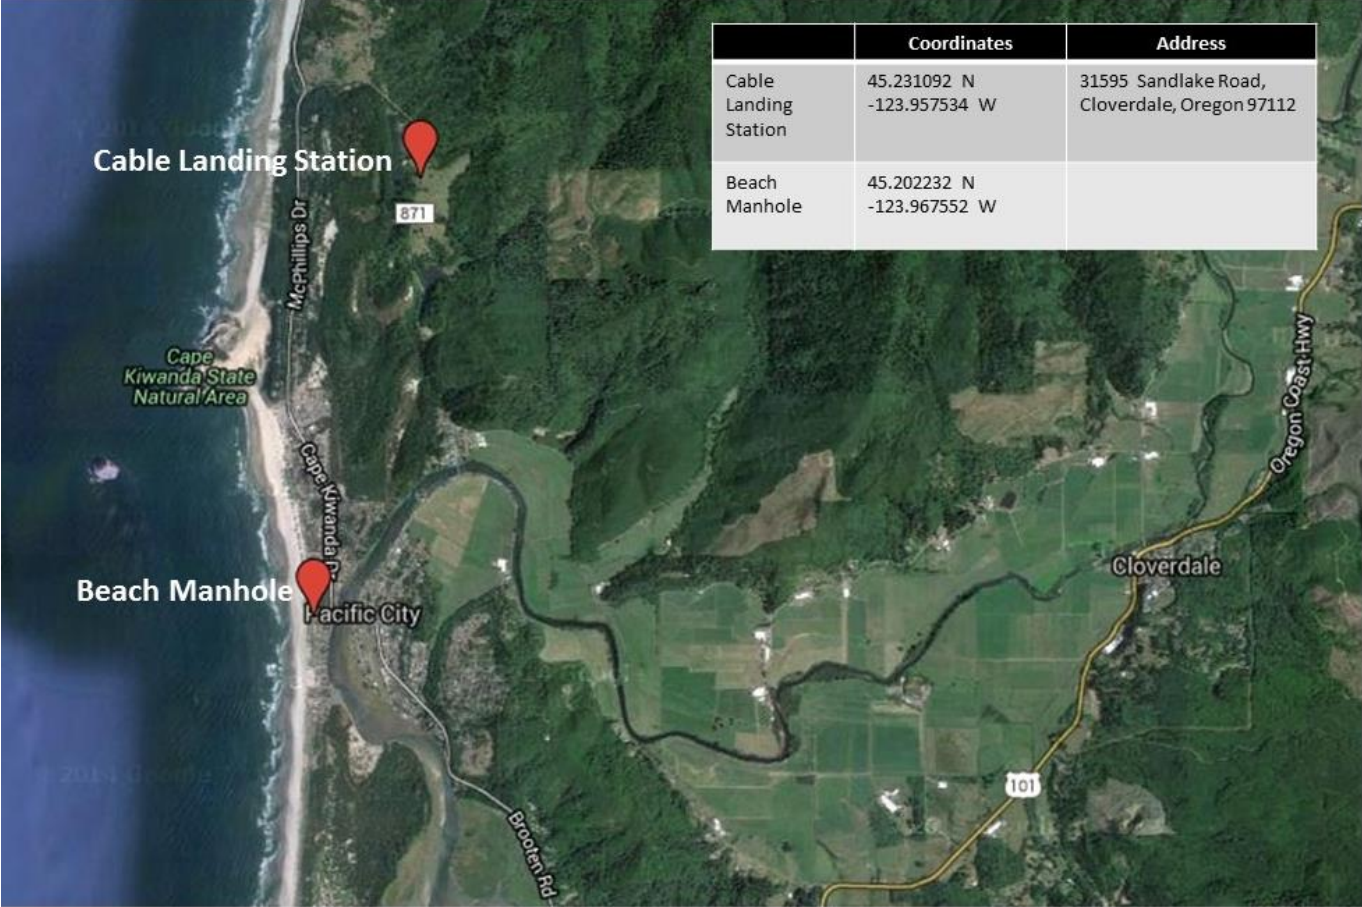 Coordinates
Address
Cable
Landing
Station
45.231092 N
-123.957534 W
31595 Sandlake Road,
Cloverdale, Oregon 97112
Beach
Manhole
45.202232 N
-123.967552 W
Cable Landing Station
871
McPhillips Dr
Cape
Kiwanda State
Natural Area
Oregon Coast Hwy
Cape Kiwanda Dr
Cloverdale
Beach Manhole
Pacific City
101
Brooten Rd